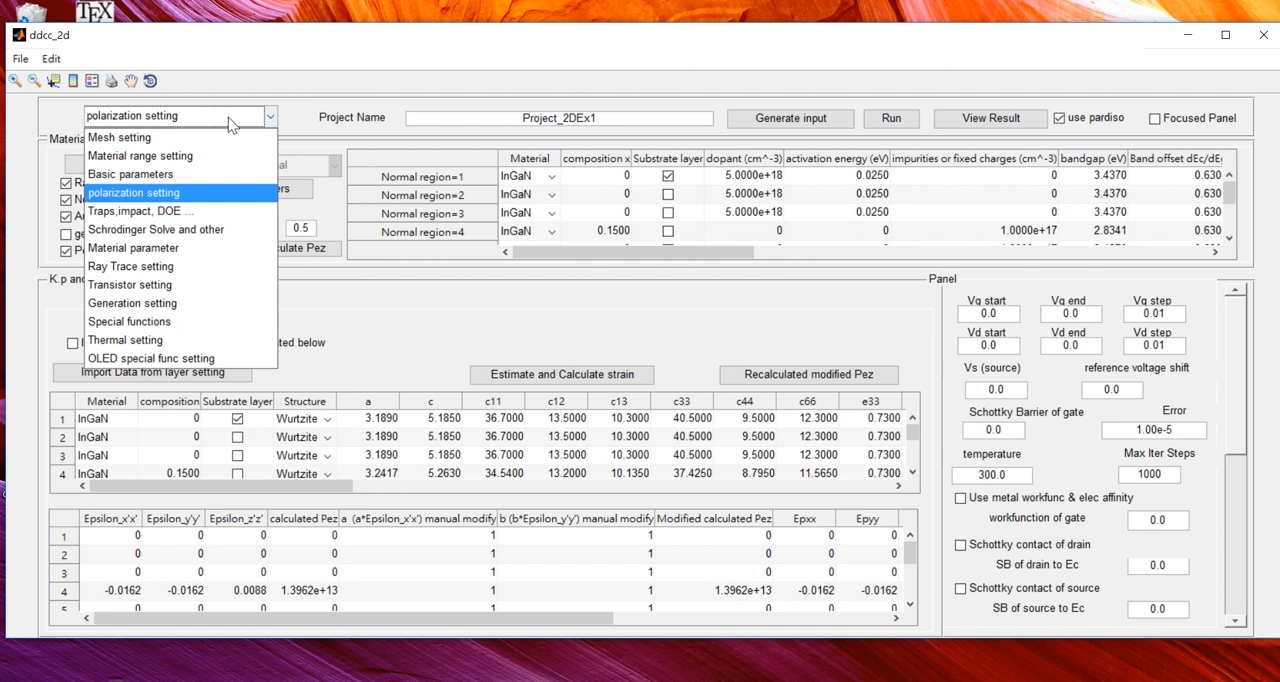 TEX
ddcc_2d
File Edit
polarization setting
Project Name Project_2DEx1 Generate input Run View Result use pardiso Focused Panel
Mesh setting
Material range setting
Basic parameters
polarization setting
Traps,impact, DOE ...
Schrodinger Solve and other
Material parameter
Ray Trace setting
Transistor setting
Generation setting
Special functions
Thermal setting
OLED special func setting
0.5
Material composition x Substrate layer dopant (cm^-3) activation energy (eV) impurities or fixed charges (cm^-3) bandgap (eV) Band offset dEc/dE
Normal region=1 InGaN 0 5.0000e+18 0.0250 0 3.4370 0.630
Normal region=2 InGaN 0 5.0000e+18 0.0250 0 3.4370 0.630
Normal region=3 InGaN 0 5.0000e+18 0.0250 0 3.4370 0.630
Normal region=4 InGaN 0.1500 0 0 1.0000e+17 2.8341 0.630
K.p an
ted below
Import Data from layer setting Estimate and Calculate strain Recalculated modified Pez
Material composition Substrate layer Structure a c c11 c12 c13 c33 c44 c66 e33
1 InGaN 0 Wurtzite 3.1890 5.1850 36.7000 13.5000 10.3000 40.5000 9.5000 12.3000 0.7300
2 InGaN 0 Wurtzite 3.1890 5.1850 36.7000 13.5000 10.3000 40.5000 9.5000 12.3000 0.7300
3 InGaN 0 Wurtzite 3.1890 5.1850 36.7000 13.5000 10.3000 40.5000 9.5000 12.3000 0.7300
4 InGaN 0.1500 Wurtzite 3.2417 5.2630 34.5400 13.2000 10.1350 37.4250 8.7950 11.5650 0.7300
Epsilon_x'x' Epsilon_y'y' Epsilon_z'z' calculated Pez a (a*Epsilon_x'x') manual modify b (b*Epsilon_y'y') manual modify Modified calculated Pez Epxx Epyy
1 0 0 0 0 1 1 0 0 0
2 0 0 0 0 1 1 0 0 0
3 0 0 0 0 1 1 0 0 0
4 -0.0162 -0.0162 0.0088 1.3962e+13 1 1 1.3962e+13 -0.0162 -0.0162
Panel
Vg start Vg end Vg step
0.0 0.0 0.01
Vd start Vd end Vd step
0.0 0.0 0.01
Vs (source) reference voltage shift
0.0 0.0
Schottky Barrier of gate Error
0.0 1.00e-5
temperature Max Iter Steps
300.0 1000
Use metal workfunc & elec affinity
workfunction of gate 0.0
Schottky contact of drain
SB of drain to Ec 0.0
Schottky contact of source
SB of source to Ec 0.0